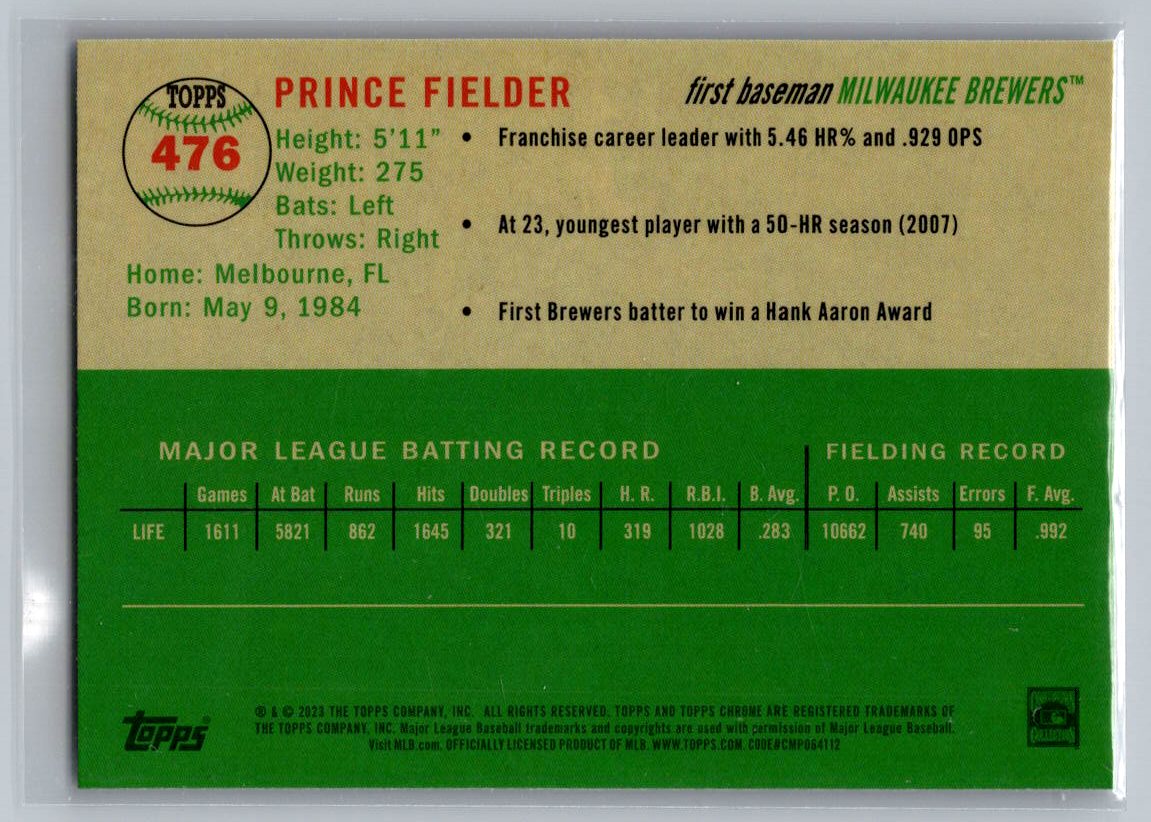 TOPPS
476
PRINCE FIELDER
first baseman MILWAUKEE BREWERS™
Height: 5'11"
Weight: 275
Bats: Left
Throws: Right
Home: Melbourne, FL
Born: May 9, 1984
• Franchise career leader with 5.46 HR% and .929 OPS
• At 23, youngest player with a 50-HR season (2007)
• First Brewers batter to win a Hank Aaron Award
MAJOR LEAGUE BATTING RECORD FIELDING RECORD
Games At Bat Runs Hits Doubles Triples H. R. R.B.I. B. Avg. P. O. Assists Errors F. Avg.
LIFE 1611 5821 862 1645 321 10 319 1028 .283 10662 740 95 .992
topps®
® & © 2023 THE TOPPS COMPANY, INC. ALL RIGHTS RESERVED. TOPPS AND TOPPS CHROME ARE REGISTERED TRADEMARKS OF
THE TOPPS COMPANY, INC. Major League Baseball trademarks and copyrights are used with permission of Major League Baseball.
Visit MLB.com. OFFICIALLY LICENSED PRODUCT OF MLB. WWW.TOPPS.COM. CODE#CMP064112